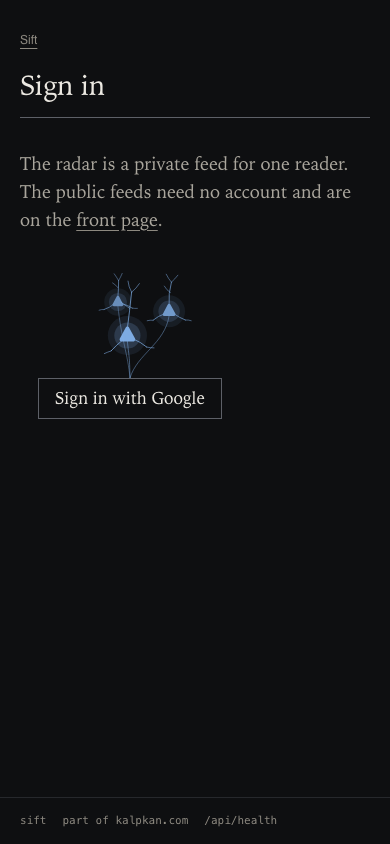 Sift
Sign in
The radar is a private feed for one reader.
The public feeds need no account and are
on the front page.
Sign in with Google
sift part of kalpkan.com /api/health